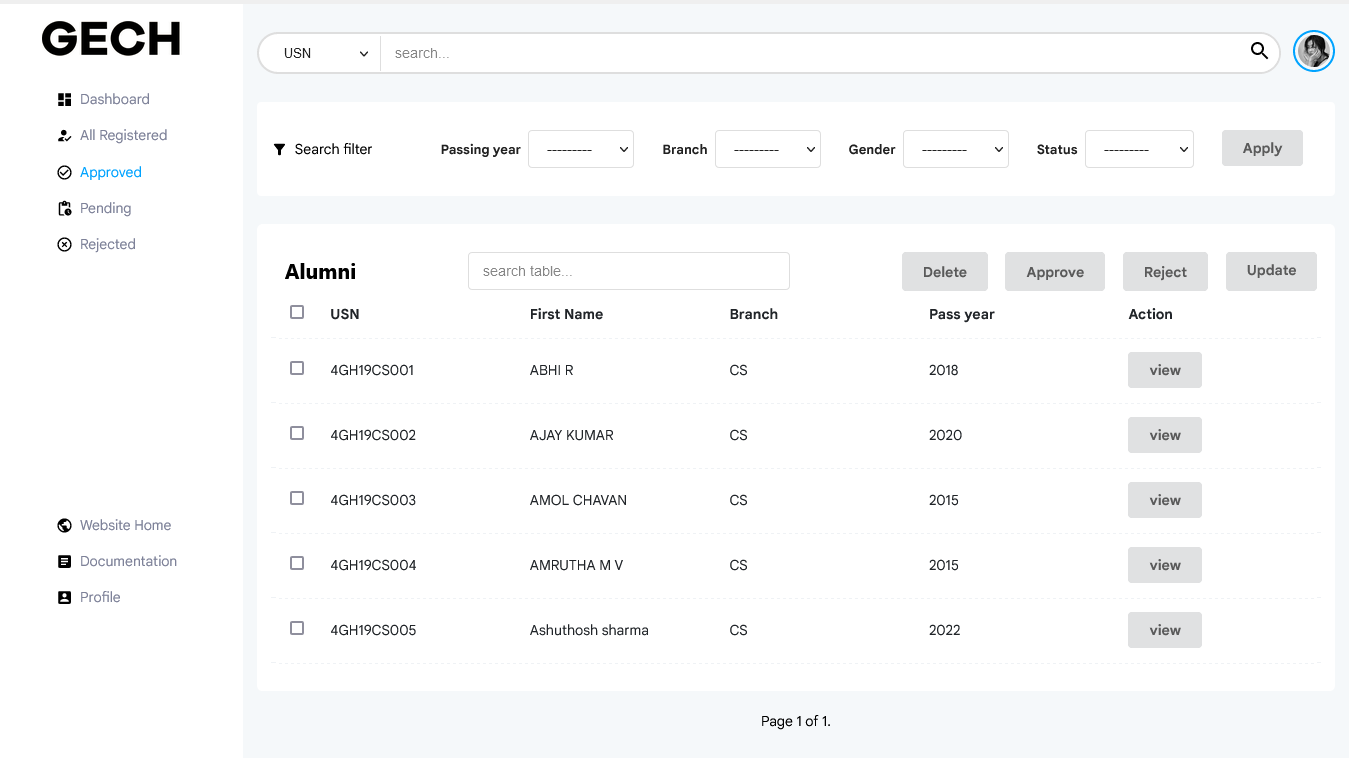 GECH
Dashboard
All Registered
Approved
Pending
Rejected
Website Home
Documentation
Profile
USN search...
Search filter Passing year --------- Branch --------- Gender --------- Status --------- Apply
Alumni search table... Delete Approve Reject Update
USN First Name Branch Pass year Action
4GH19CS001 ABHI R CS 2018 view
4GH19CS002 AJAY KUMAR CS 2020 view
4GH19CS003 AMOL CHAVAN CS 2015 view
4GH19CS004 AMRUTHA M V CS 2015 view
4GH19CS005 Ashuthosh sharma CS 2022 view
Page 1 of 1.